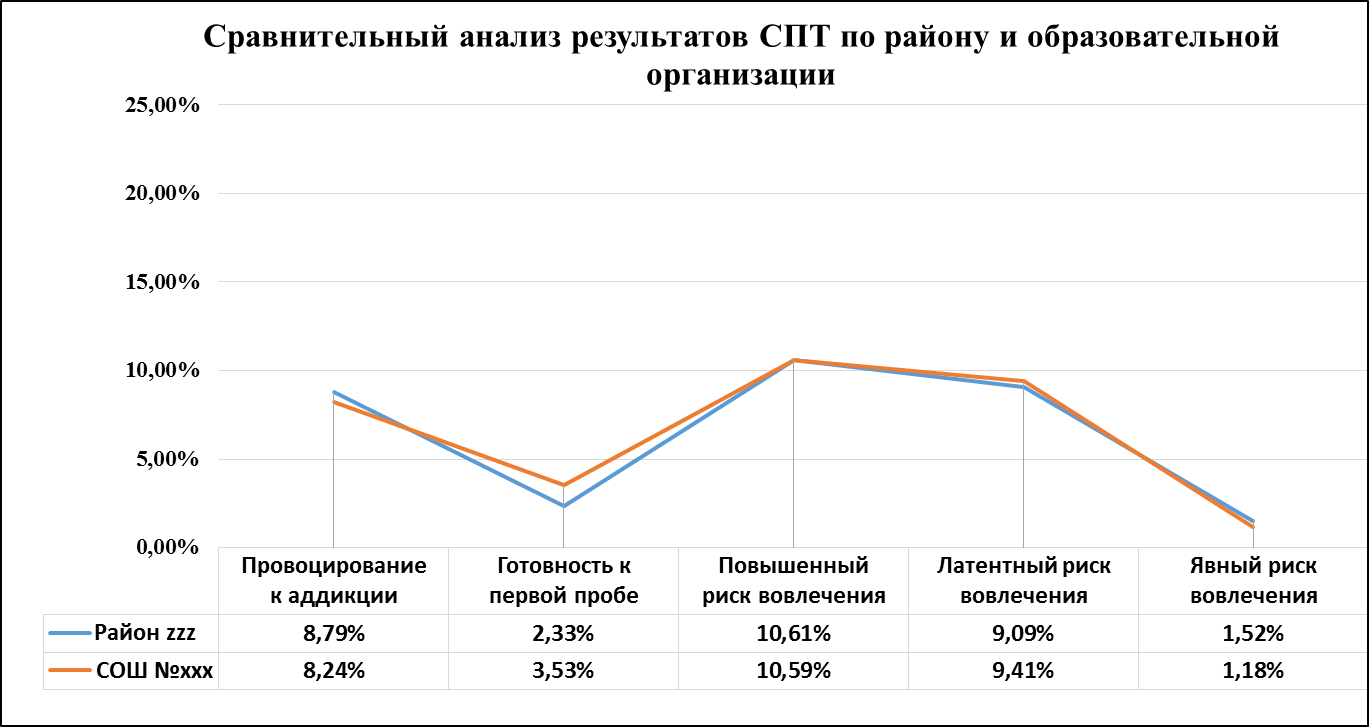 Сравнительный анализ результатов СПТ по району и образовательной
организации
25,00%
20,00%
15,00%
10,00%
5,00%
0,00%
Провоцирование
к аддикции
Готовность к
первой пробе
Повышенный
риск вовлечения
Латентный риск
вовлечения
Явный риск
вовлечения
Район zzz 8,79% 2,33% 10,61% 9,09% 1,52%
СОШ №xxx 8,24% 3,53% 10,59% 9,41% 1,18%